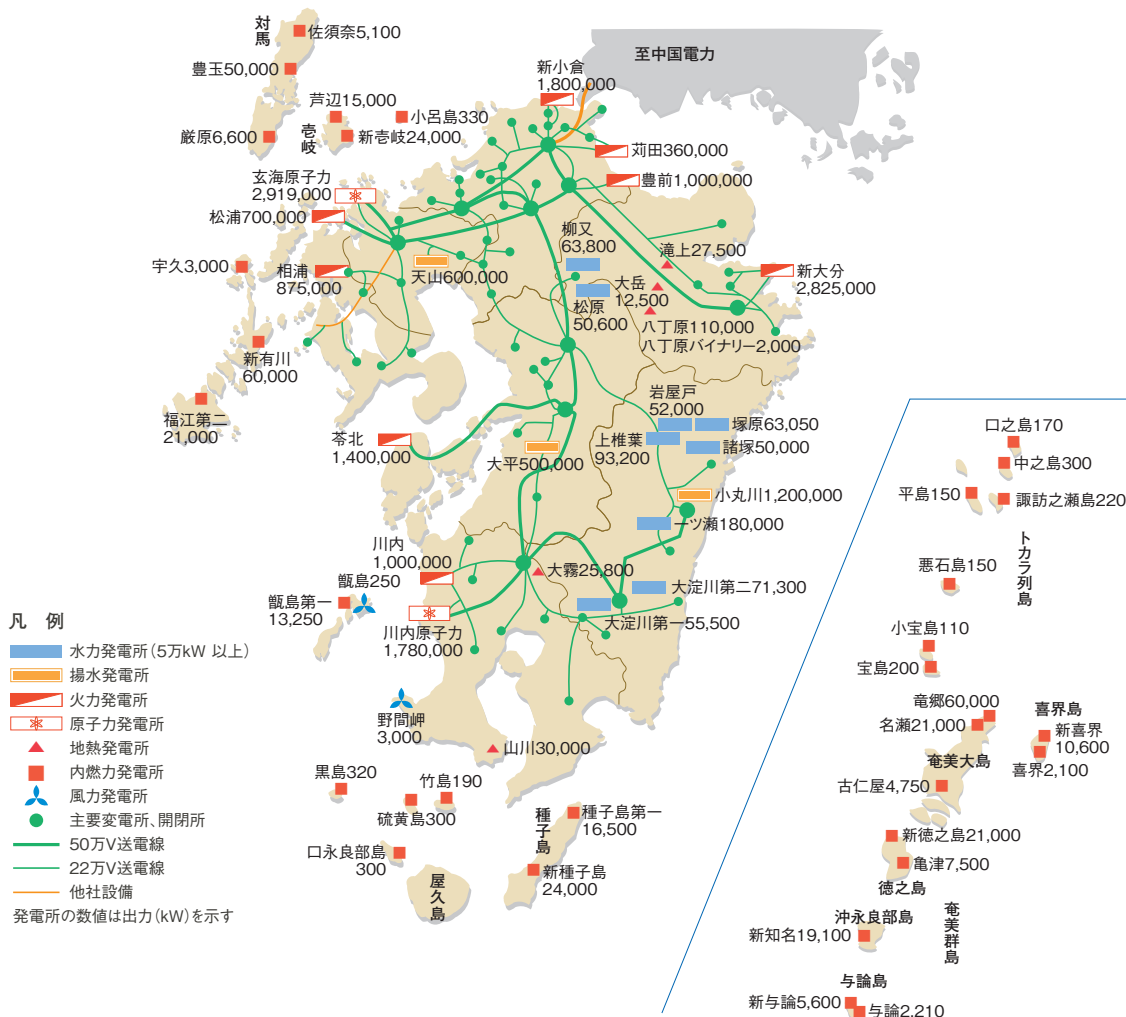 対馬
佐須奈5,100
豊玉50,000
芦辺15,000
小呂島330
厳原6,600
壱岐
新壱岐24,000
至中国電力
新小倉
1,800,000
苅田360,000
豊前1,000,000
玄海原子力
2,919,000
松浦700,000
宇久3,000
相浦
875,000
天山600,000
柳又
63,800
滝上27,500
大岳
12,500
松原
50,600
新大分
2,825,000
八丁原110,000
八丁原バイナリー2,000
新有川
60,000
福江第二
21,000
苓北
1,400,000
大平500,000
岩屋戸
52,000
塚原63,050
上椎葉
93,200
諸塚50,000
小丸川1,200,000
一ツ瀬180,000
川内
1,000,000
大霧25,800
大淀川第二71,300
大淀川第一55,500
甑島250
甑島第一
13,250
川内原子力
1,780,000
野間岬
3,000
山川30,000
黒島320
竹島190
硫黄島300
種子島
種子島第一
16,500
口永良部島
300
屋久島
新種子島
24,000
凡 例
水力発電所(5万kW 以上)
揚水発電所
火力発電所
原子力発電所
地熱発電所
内燃力発電所
風力発電所
主要変電所、開閉所
50万V送電線
22万V送電線
他社設備
発電所の数値は出力(kW)を示す
口之島170
中之島300
平島150
諏訪之瀬島220
トカラ列島
悪石島150
小宝島110
宝島200
竜郷60,000
名瀬21,000
喜界島
新喜界
10,600
喜界2,100
奄美大島
古仁屋4,750
新徳之島21,000
亀津7,500
徳之島
奄美群島
沖永良部島
新知名19,100
与論島
新与論5,600
与論2,210